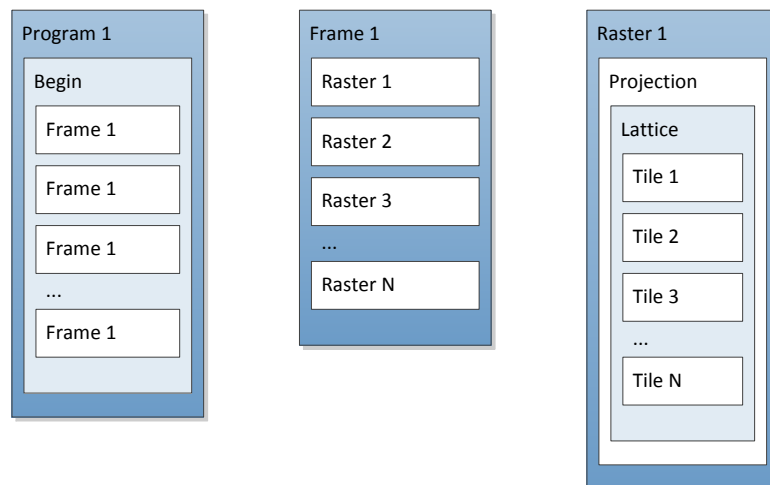 Program 1
Begin
Frame 1
Frame 1
Frame 1
...
Frame 1
Frame 1
Raster 1
Raster 2
Raster 3
...
Raster N
Raster 1
Projection
Lattice
Tile 1
Tile 2
Tile 3
...
Tile N